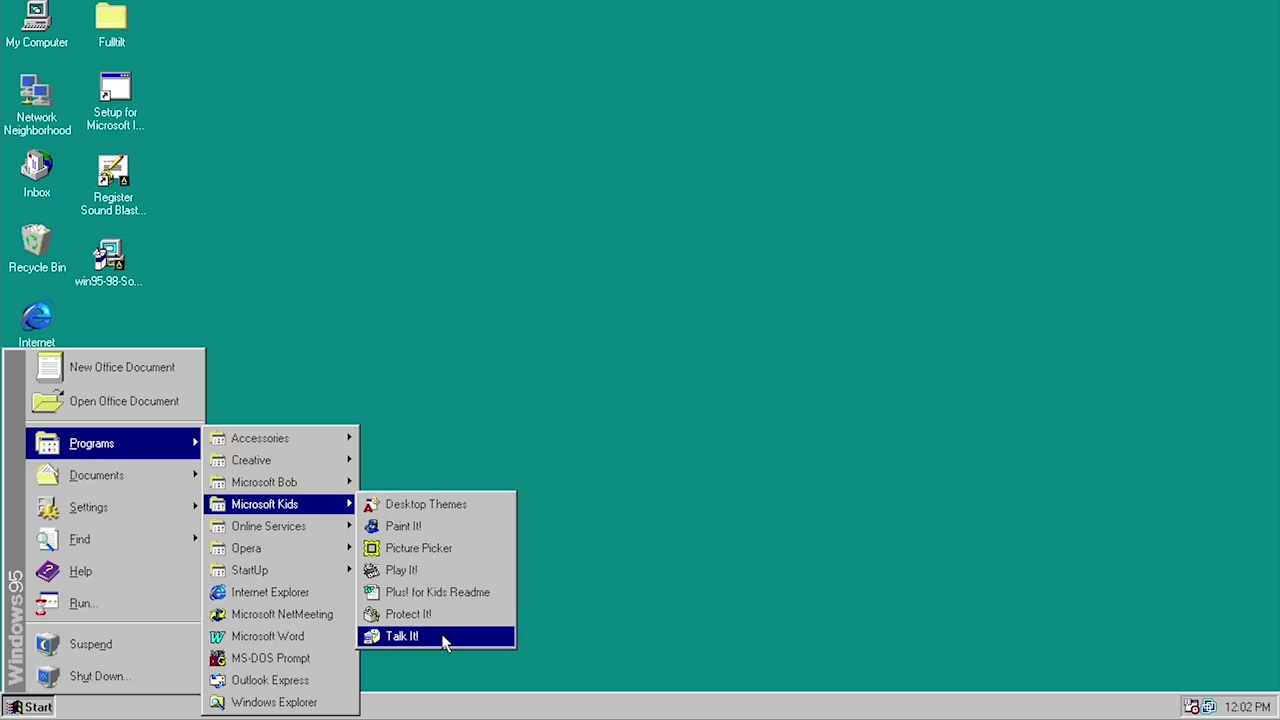 My Computer
Fulltilt
Network
Neighborhood
Setup for
Microsoft I...
Inbox
Register
Sound Blast...
Recycle Bin
win95-98-So...
Internet
New Office Document
Open Office Document
Programs
Documents
Settings
Find
Help
Run...
Suspend
Shut Down...
Windows95
Accessories
Creative
Microsoft Bob
Microsoft Kids
Online Services
Opera
StartUp
Internet Explorer
Microsoft NetMeeting
Microsoft Word
MS-DOS Prompt
Outlook Express
Windows Explorer
Desktop Themes
Paint It!
Picture Picker
Play It!
Plus! for Kids Readme
Protect It!
Talk It!
Start
12:02 PM